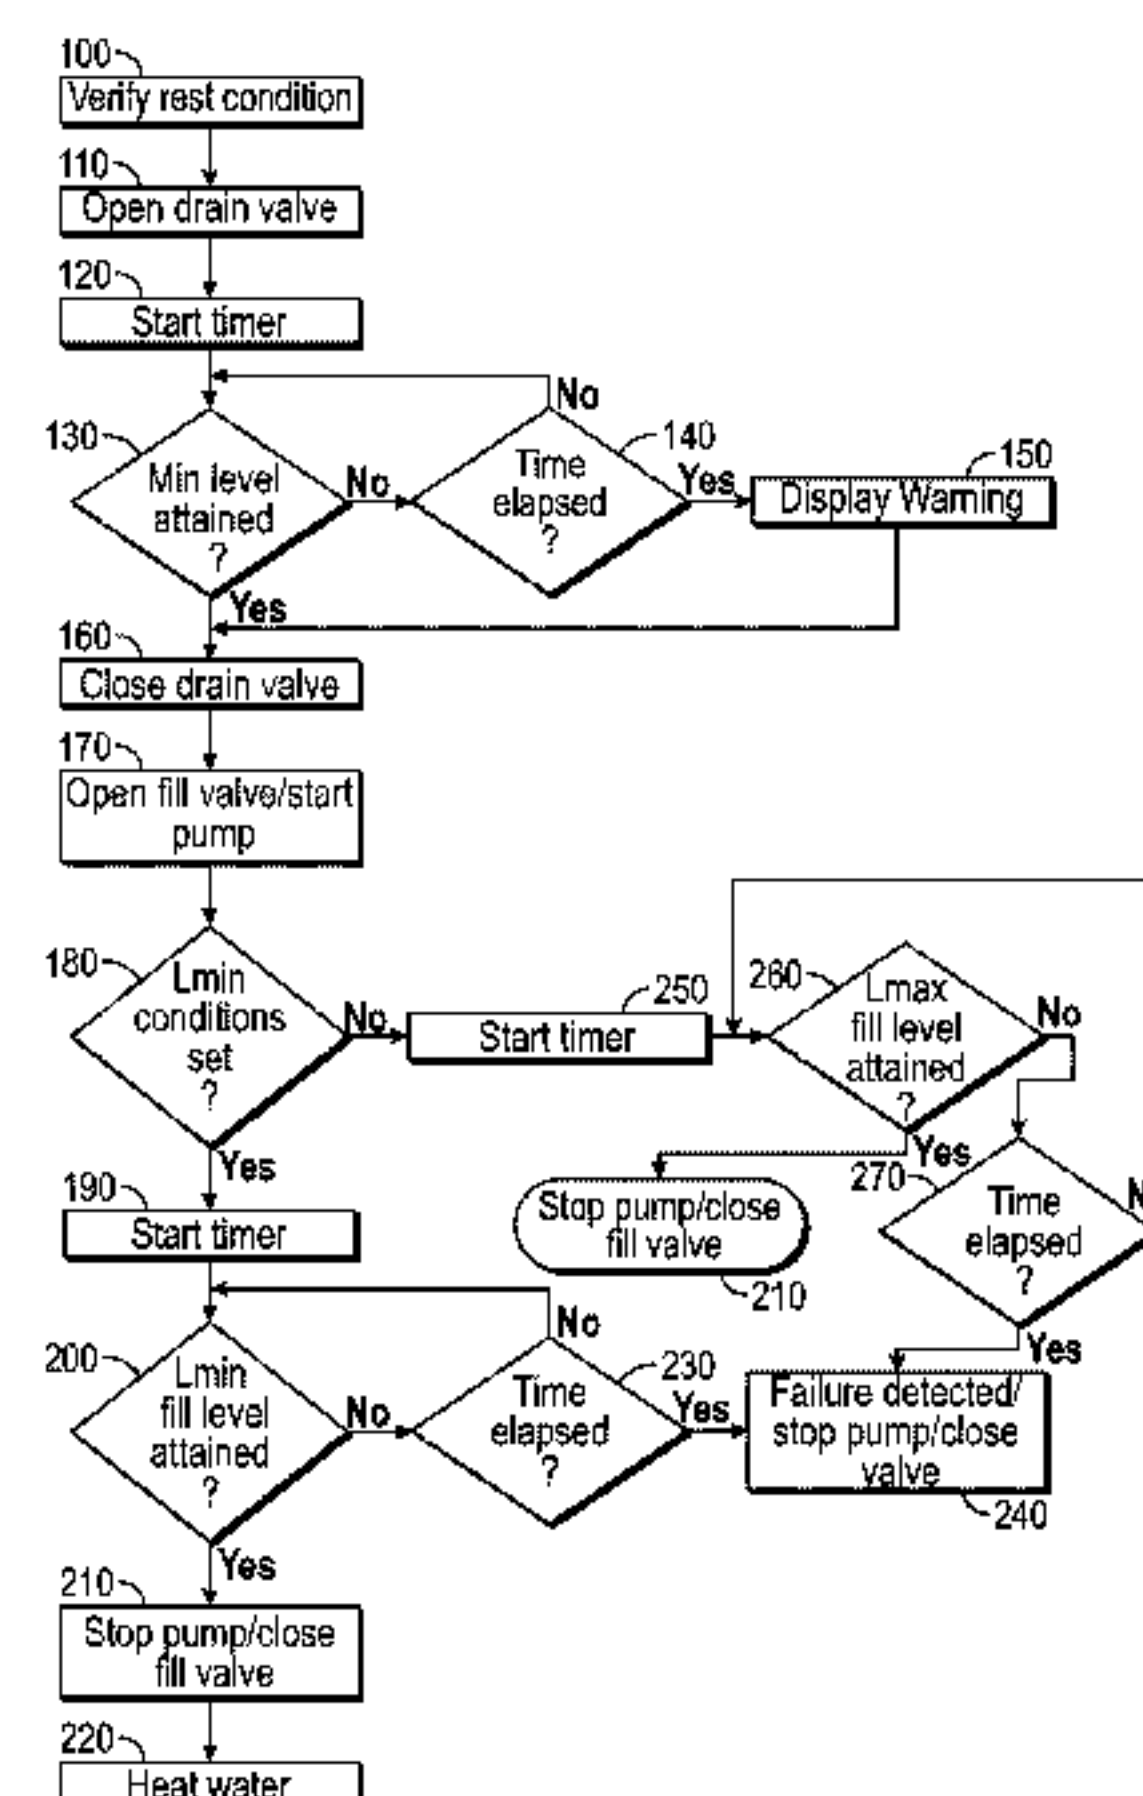 100
Verify rest condition
110
Open drain valve
120
Start timer
130
Min level
attained
?
No
140
Time
elapsed
?
No
Yes
150
Display Warning
Yes
160
Close drain valve
170
Open fill valve/start
pump
180
Lmin
conditions
set
?
No
250
Start timer
260
Lmax
fill level
attained
?
No
Yes
Yes
190
Start timer
Stop pump/close
fill valve
210
270
Time
elapsed
?
N
Yes
200
Lmin
fill level
attained
?
No
230
Time
elapsed
?
No
Yes
Failure detected/
stop pump/close
valve
240
Yes
210
Stop pump/close
fill valve
220
Heat water